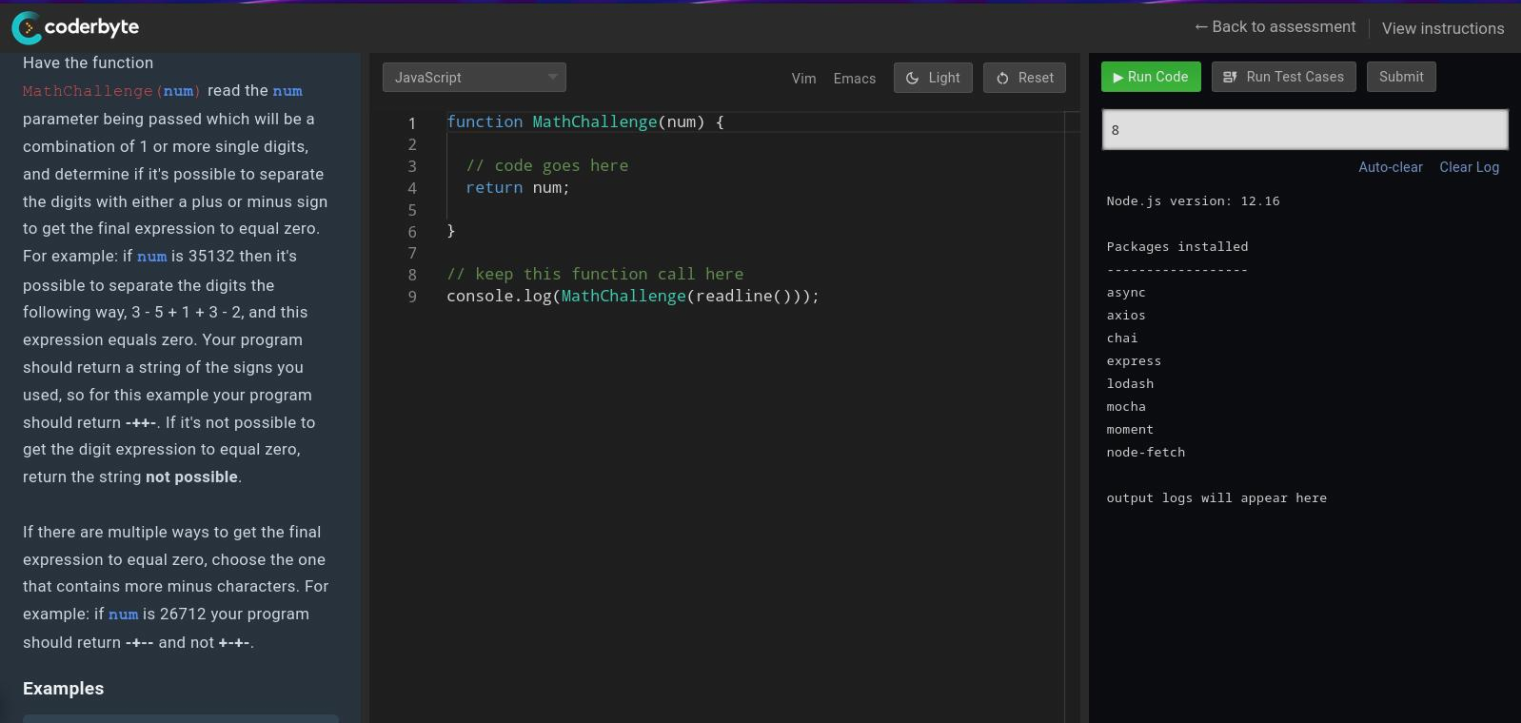 coderbyte
← Back to assessment
View instructions
Have the function
MathChallenge(num) read the num
parameter being passed which will be a
combination of 1 or more single digits,
and determine if it's possible to separate
the digits with either a plus or minus sign
to get the final expression to equal zero.
For example: if num is 35132 then it's
possible to separate the digits the
following way, 3 - 5 + 1 + 3 - 2, and this
expression equals zero. Your program
should return a string of the signs you
used, so for this example your program
should return -++-. If it's not possible to
get the digit expression to equal zero,
return the string not possible.
If there are multiple ways to get the final
expression to equal zero, choose the one
that contains more minus characters. For
example: if num is 26712 your program
should return -+-- and not +-+-.
Examples
JavaScript
Vim
Emacs
Light
Reset
1 function MathChallenge(num) {
2
3 // code goes here
4 return num;
5
6 }
7
8 // keep this function call here
9 console.log(MathChallenge(readline()));
Run Code
Run Test Cases
Submit
8
Auto-clear
Clear Log
Node.js version: 12.16
Packages installed
------------------
async
axios
chai
express
lodash
mocha
moment
node-fetch
output logs will appear here